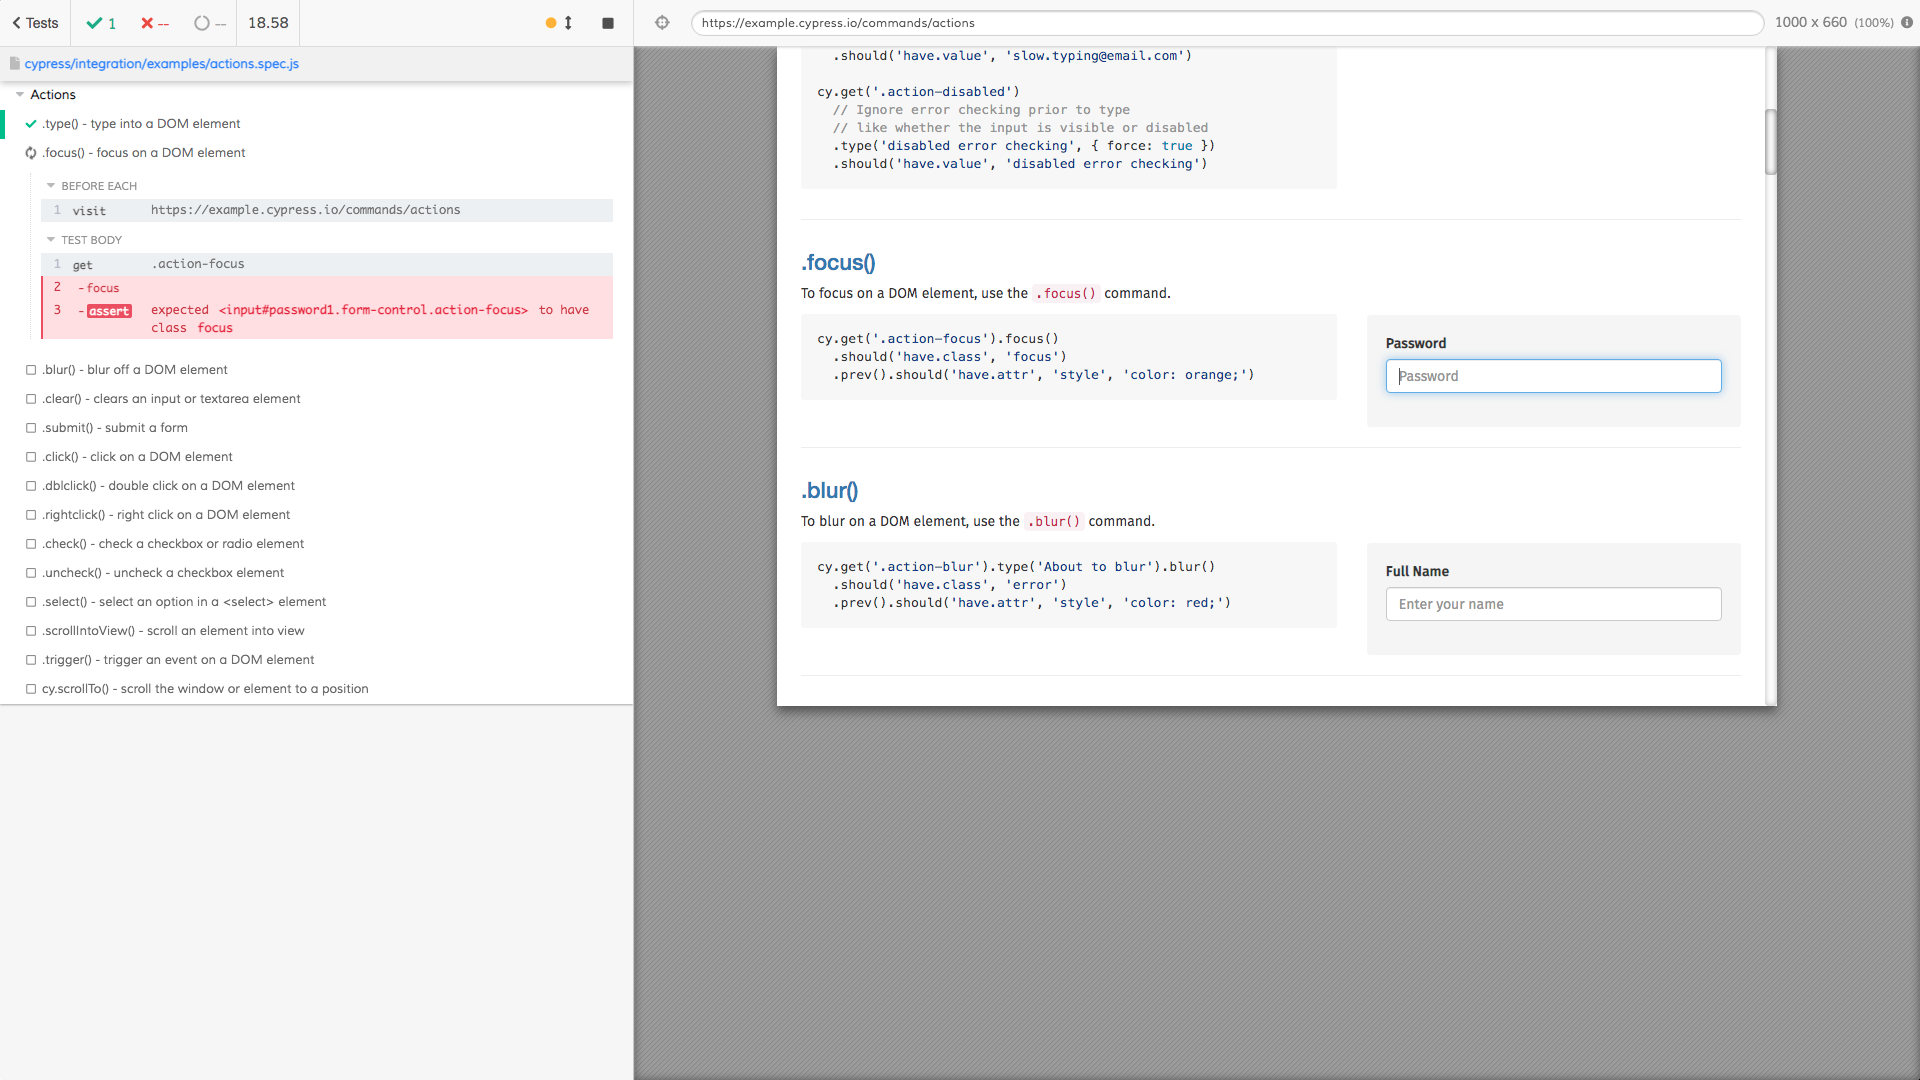 Tests
1
--
--
18.58
https://example.cypress.io/commands/actions
1000 x 660 (100%)
cypress/integration/examples/actions.spec.js
Actions
.type() - type into a DOM element
.focus() - focus on a DOM element
BEFORE EACH
1 visit https://example.cypress.io/commands/actions
TEST BODY
1 get .action-focus
2 - focus
3 - assert expected <input#password1.form-control.action-focus> to have
class focus
.blur() - blur off a DOM element
.clear() - clears an input or textarea element
.submit() - submit a form
.click() - click on a DOM element
.dblclick() - double click on a DOM element
.rightclick() - right click on a DOM element
.check() - check a checkbox or radio element
.uncheck() - uncheck a checkbox element
.select() - select an option in a <select> element
.scrollIntoView() - scroll an element into view
.trigger() - trigger an event on a DOM element
cy.scrollTo() - scroll the window or element to a position
.should('have.value', 'slow.typing@email.com')
cy.get('.action-disabled')
// Ignore error checking prior to type
// like whether the input is visible or disabled
.type('disabled error checking', { force: true })
.should('have.value', 'disabled error checking')
.focus()
To focus on a DOM element, use the .focus() command.
cy.get('.action-focus').focus()
.should('have.class', 'focus')
.prev().should('have.attr', 'style', 'color: orange;')
Password
Password
.blur()
To blur on a DOM element, use the .blur() command.
cy.get('.action-blur').type('About to blur').blur()
.should('have.class', 'error')
.prev().should('have.attr', 'style', 'color: red;')
Full Name
Enter your name